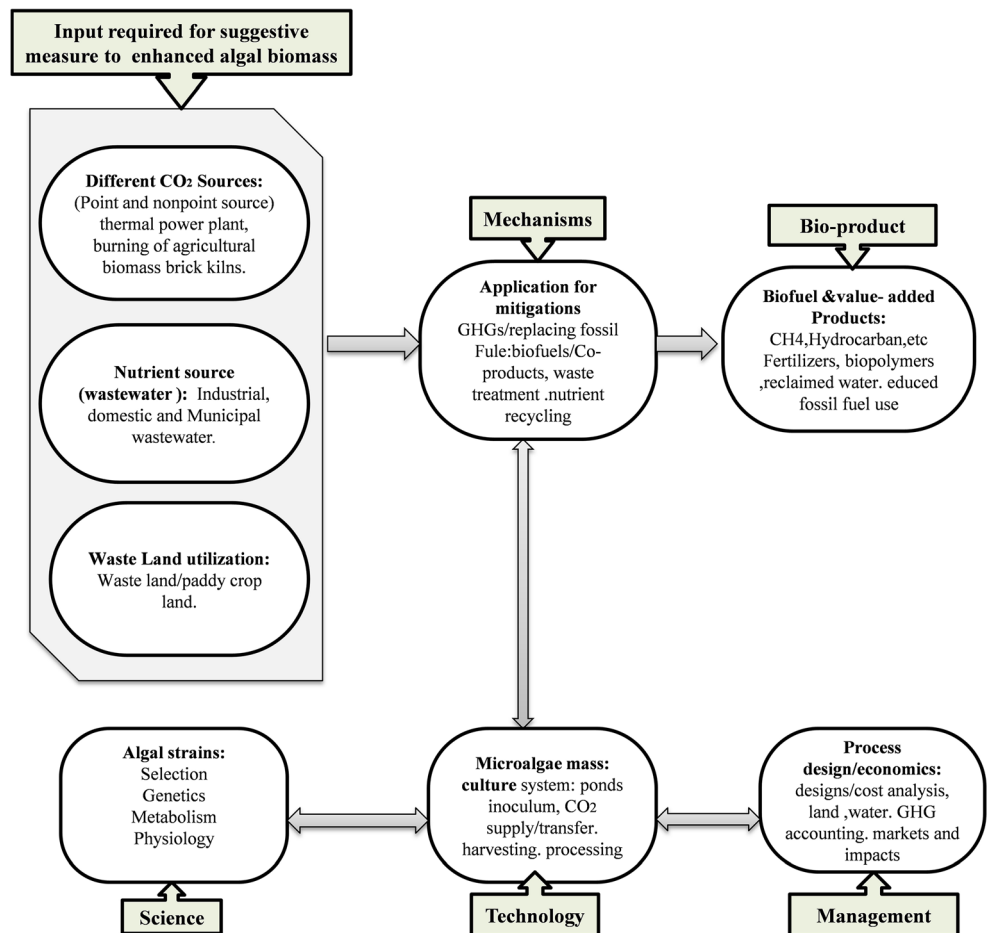 Input required for suggestive
measure to enhanced algal biomass
Different CO2 Sources:
(Point and nonpoint source)
thermal power plant,
burning of agricultural
biomass brick kilns.
Nutrient source
(wastewater ): Industrial,
domestic and Municipal
wastewater.
Waste Land utilization:
Waste land/paddy crop
land.
Mechanisms
Application for
mitigations
GHGs/replacing fossil
Fule:biofuels/Co-
products, waste
treatment .nutrient
recycling
Bio-product
Biofuel &value- added
Products:
CH4,Hydrocarban,etc
Fertilizers, biopolymers
,reclaimed water. educed
fossil fuel use
Algal strains:
Selection
Genetics
Metabolism
Physiology
Science
Microalgae mass:
culture system: ponds
inoculum, CO2
supply/transfer.
harvesting. processing
Technology
Process
design/economics:
designs/cost analysis,
land ,water. GHG
accounting. markets and
impacts
Management